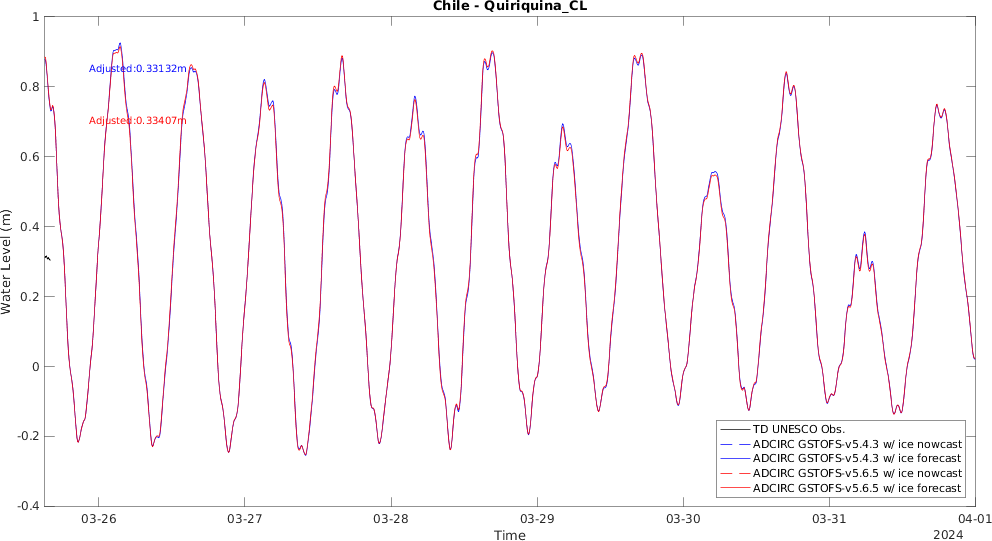 Chile - Quiriquina_CL
1
0.8
0.6
0.4
0.2
0
-0.2
-0.4
Water Level (m)
Adjusted:0.33132m
Adjusted:0.33407m
TD UNESCO Obs.
ADCIRC GSTOFS-v5.4.3 w/ ice nowcast
ADCIRC GSTOFS-v5.4.3 w/ ice forecast
ADCIRC GSTOFS-v5.6.5 w/ ice nowcast
ADCIRC GSTOFS-v5.6.5 w/ ice forecast
03-26
03-27
03-28
03-29
03-30
03-31
04-01
Time
2024